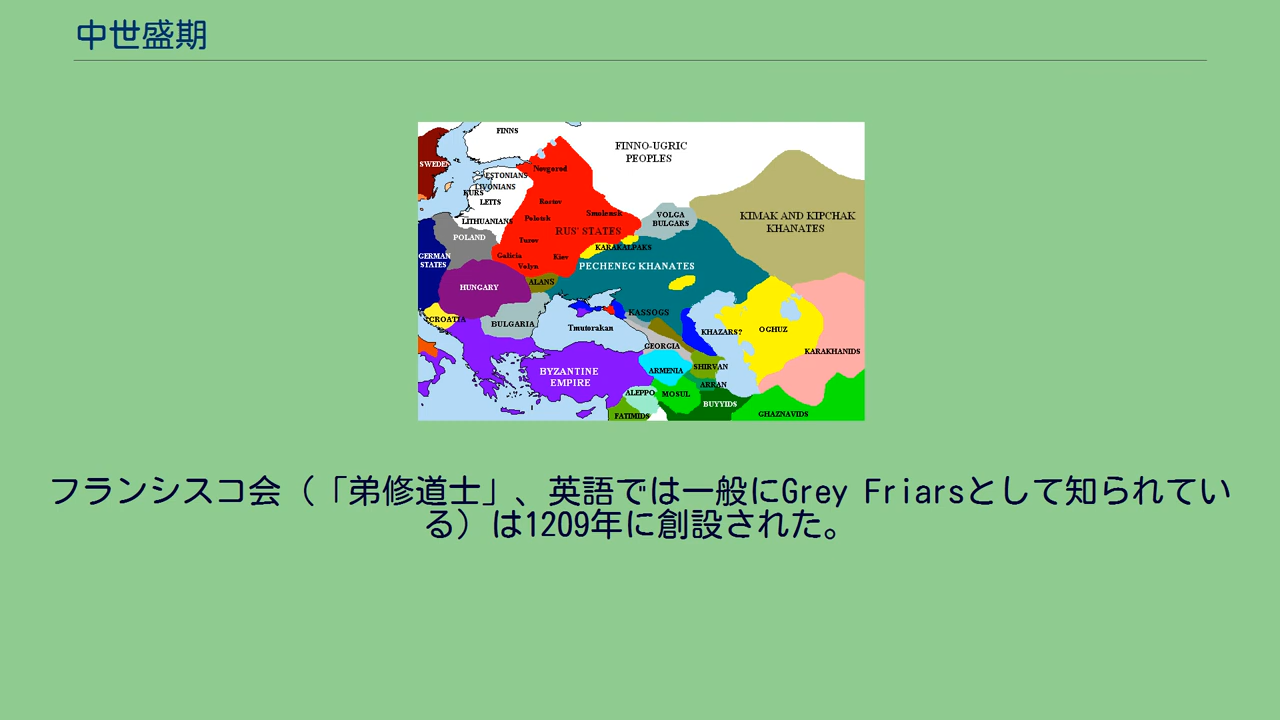 中世盛期
FINNS
FINNO-UGRIC
PEOPLES
SWEDEN
ESTONIANS
LIVONIANS
KURS
LETTS
LITHUANIANS
Novgorod
Rostov
Polotsk
Smolensk
RUS' STATES
Turov
Galicia
Kiev
Volyn
VOLGA
BULGARS
KIMAK AND KIPCHAK
KHANATES
KARAKALPAKS
PECHENEG KHANATES
POLAND
GERMAN
STATES
HUNGARY
ALANS
CROATIA
BULGARIA
Tmutorakan
KASSOGS
KHAZARS?
OGHUZ
KARAKHANIDS
GEORGIA
ARMENIA
SHIRVAN
ARRAN
BYZANTINE
EMPIRE
ALEPPO
MOSUL
BUYYIDS
FATIMIDS
GHAZNAVIDS
フランシスコ会（「弟修道士」、英語では一般にGrey Friarsとして知られてい
る）は1209年に創設された。